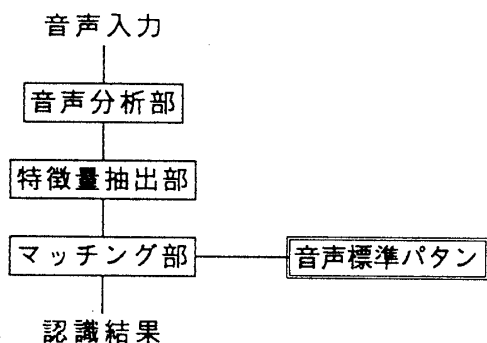 音声入力
音声分析部
特徴量抽出部
マッチング部
音声標準パタン
認識結果